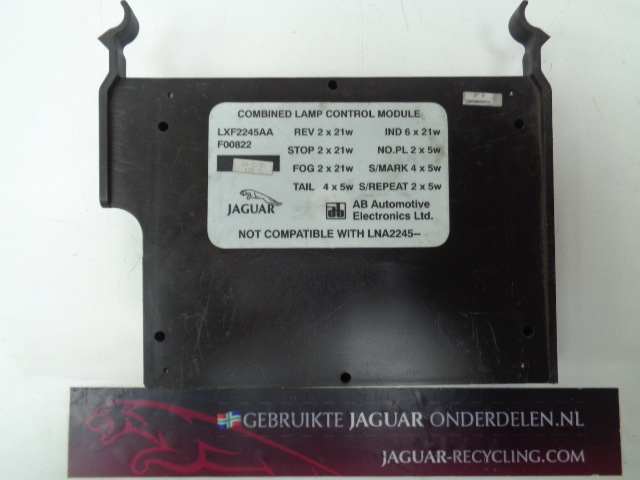 COMBINED LAMP CONTROL MODULE
LXF2245AA REV 2 x 21w IND 6 x 21w
F00822 STOP 2 x 21w NO.PL 2 x 5w
FOG 2 x 21w S/MARK 4 x 5w
TAIL 4 x 5w S/REPEAT 2 x 5w
JAGUAR ab AB Automotive
Electronics Ltd.
NOT COMPATIBLE WITH LNA2245--
GEBRUIKTE JAGUAR ONDERDELEN.NL
JAGUAR-RECYCLING.COM